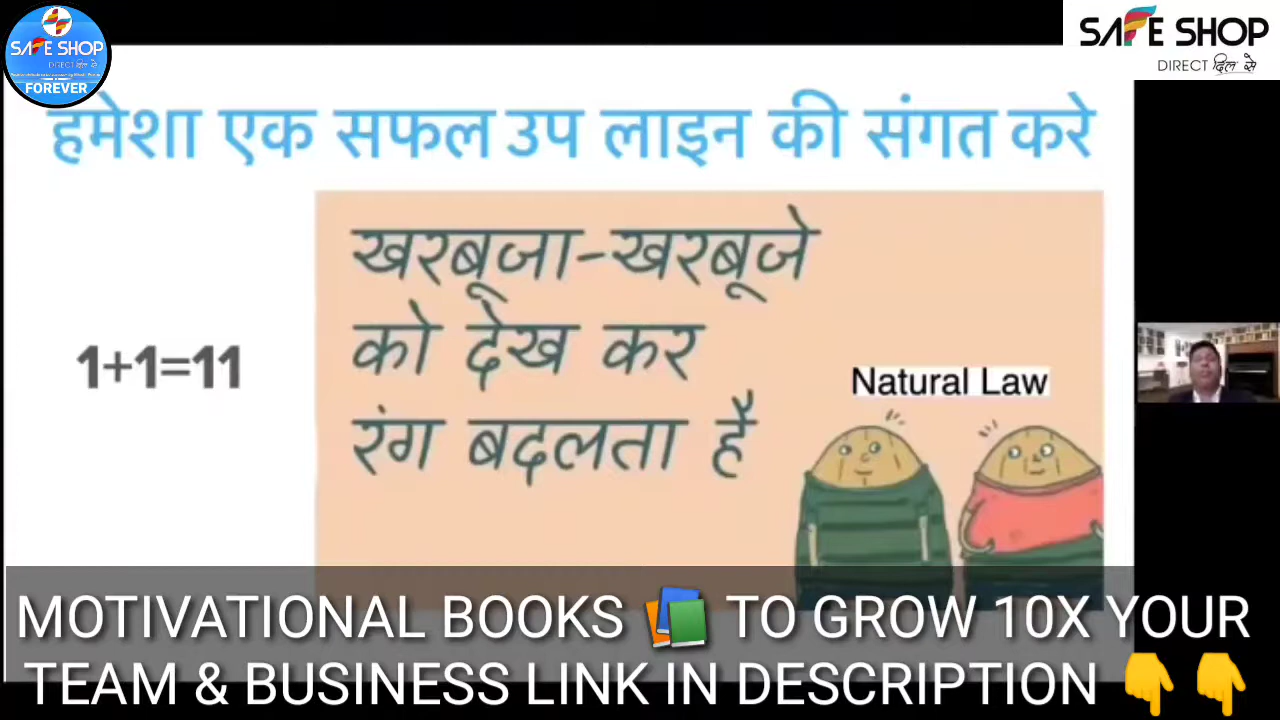 SAFE SHOP
DIRECT दिल से
FOREVER
SAFE SHOP
DIRECT दिल से
हमेशा एक सफल उप लाइन की संगत करे
खरबूजा-खरबूजे
को देख कर
रंग बदलता है
1+1=11
Natural Law
MOTIVATIONAL BOOKS 📚 TO GROW 10X YOUR
TEAM & BUSINESS LINK IN DESCRIPTION 👇 👇